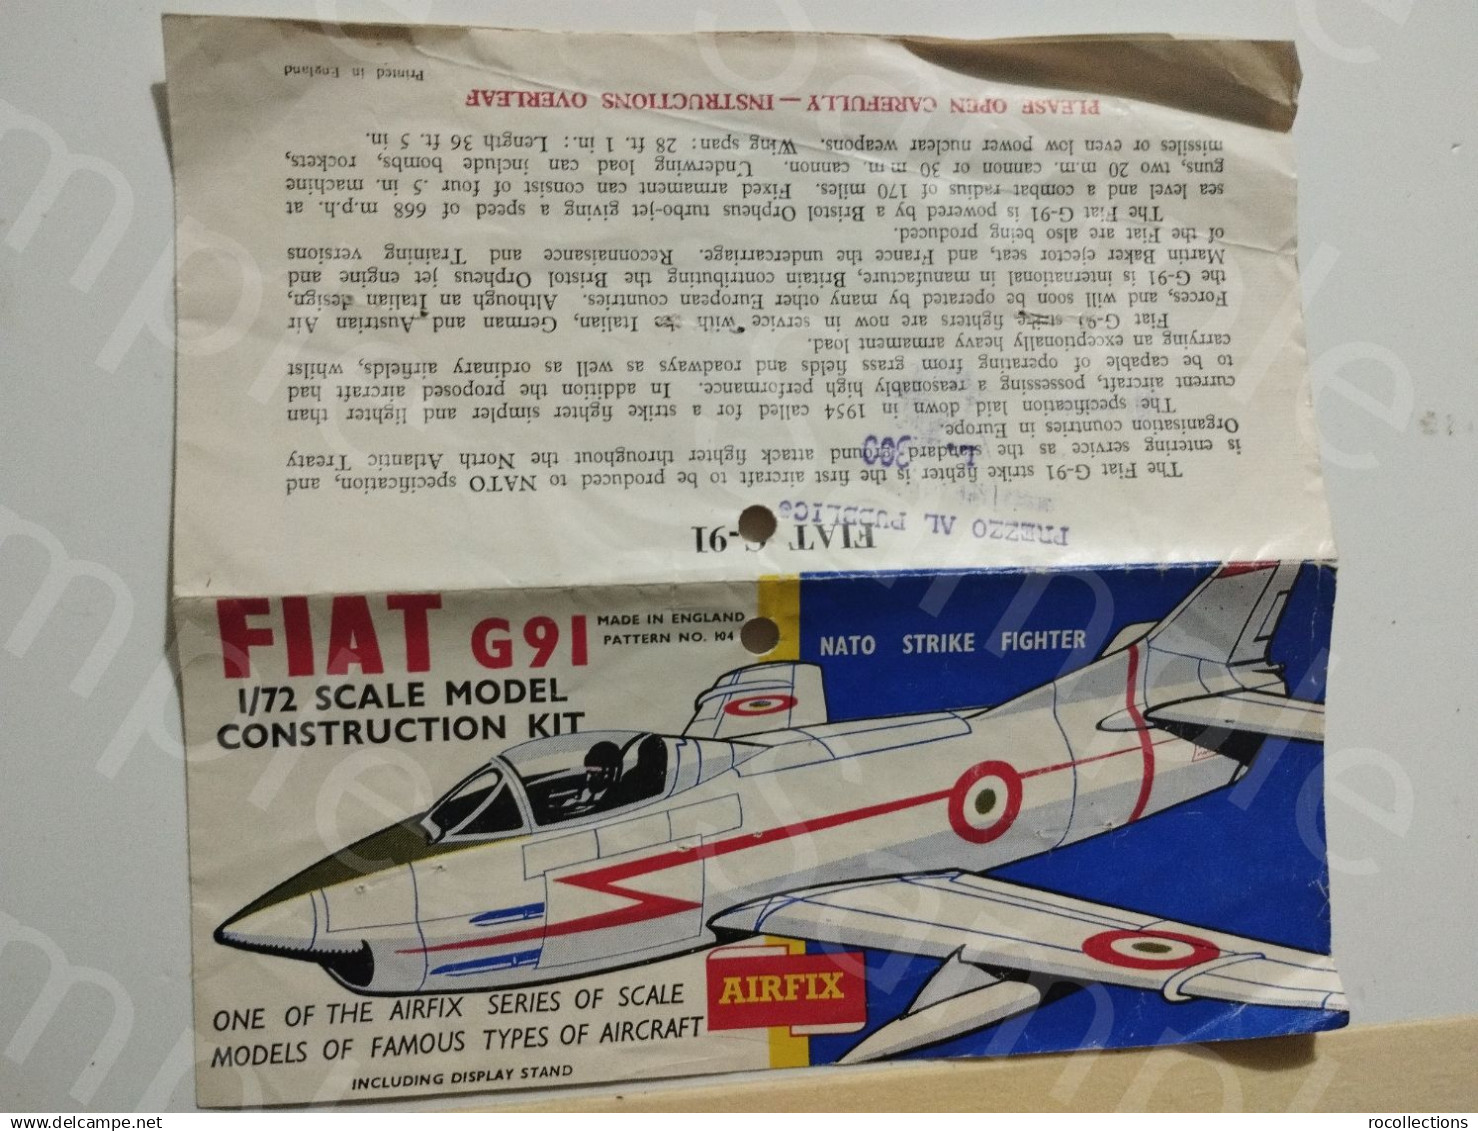 FIAT G-91
PREZZO AL PUBBLICO
L. 300
The Fiat G-91 strike fighter is the first aircraft to be produced to NATO specification, and
is entering service as the standard ground attack fighter throughout the North Atlantic Treaty
Organisation countries in Europe.
The specification laid down in 1954 called for a strike fighter simpler and lighter than
current aircraft, possessing a reasonably high performance. In addition the proposed aircraft had
to be capable of operating from grass fields and roadways as well as ordinary airfields, whilst
carrying an exceptionally heavy armament load.
Fiat G-91 strike fighters are now in service with the Italian, German and Austrian Air
Forces, and will soon be operated by many other European countries. Although an Italian design,
the G-91 is international in manufacture, Britain contributing the Bristol Orpheus jet engine and
Martin Baker ejector seat, and France the undercarriage. Reconnaisance and Training versions
of the Fiat are also being produced.
The Fiat G-91 is powered by a Bristol Orpheus turbo-jet giving a speed of 668 m.p.h. at
sea level and a combat radius of 170 miles. Fixed armament can consist of four .5 in. machine
guns, two 20 m.m. cannon or 30 m.m. cannon. Underwing load can include bombs, rockets,
missiles or even low power nuclear weapons. Wing span: 28 ft. 1 in.: Length 36 ft. 5 in.
PLEASE OPEN CAREFULLY—INSTRUCTIONS OVERLEAF
Printed in England
FIAT G91
MADE IN ENGLAND
PATTERN NO. 104
1/72 SCALE MODEL
CONSTRUCTION KIT
NATO STRIKE FIGHTER
AIRFIX
ONE OF THE AIRFIX SERIES OF SCALE
MODELS OF FAMOUS TYPES OF AIRCRAFT
INCLUDING DISPLAY STAND
Sample
rocollections